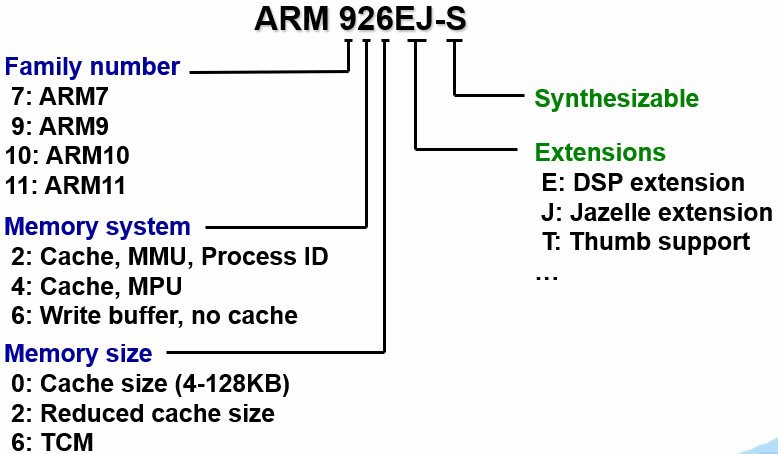 ARM 926EJ-S
Family number
7: ARM7
9: ARM9
10: ARM10
11: ARM11
Memory system
2: Cache, MMU, Process ID
4: Cache, MPU
6: Write buffer, no cache
Memory size
0: Cache size (4-128KB)
2: Reduced cache size
6: TCM
Synthesizable
Extensions
E: DSP extension
J: Jazelle extension
T: Thumb support
…